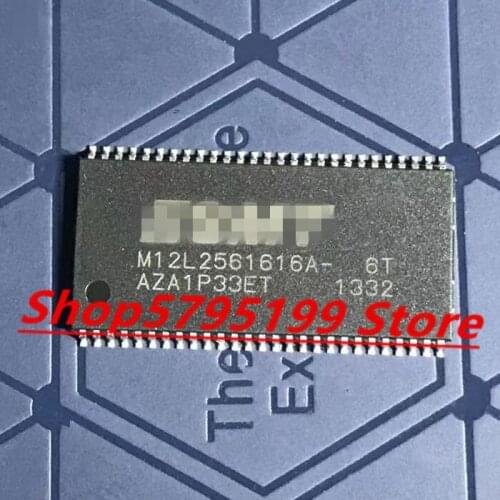 M12L2561616A- 6T
AZA1P33ET 1332
Shop5795199 Store
The
Ex